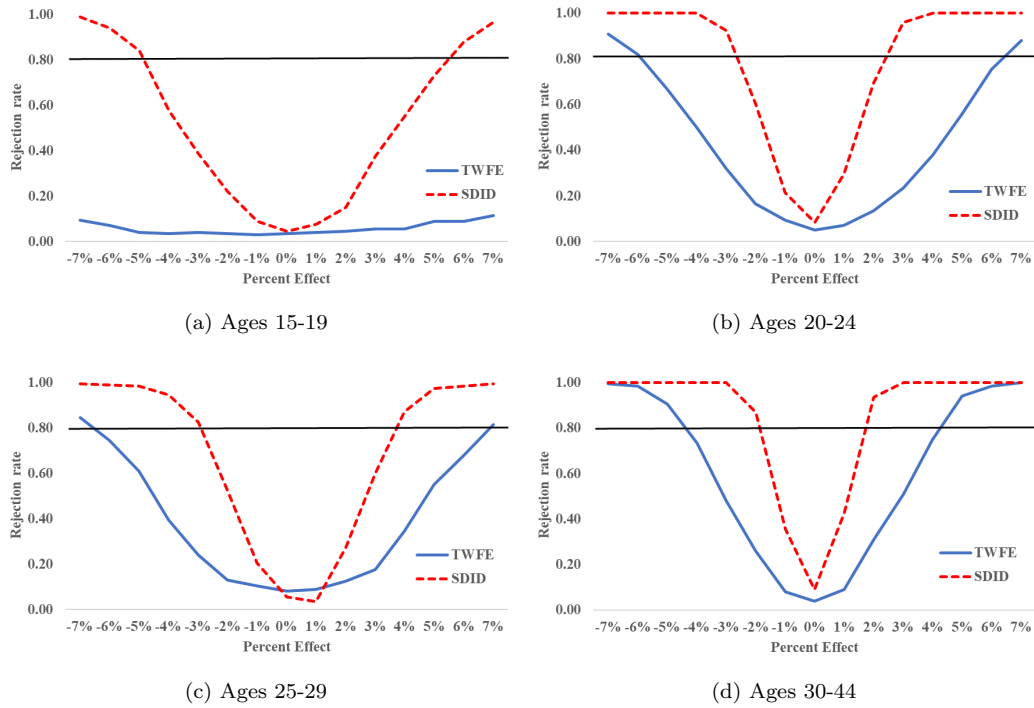 1.00
0.80
0.60
0.40
0.20
0.00
Rejection rate
TWFE
SDID
-7% -6% -5% -4% -3% -2% -1% 0% 1% 2% 3% 4% 5% 6% 7%
Percent Effect
(a) Ages 15-19
1.00
0.80
0.60
0.40
0.20
0.00
Rejection rate
TWFE
SDID
-7% -6% -5% -4% -3% -2% -1% 0% 1% 2% 3% 4% 5% 6% 7%
Percent Effect
(b) Ages 20-24
1.00
0.80
0.60
0.40
0.20
0.00
Rejection rate
TWFE
SDID
-7% -6% -5% -4% -3% -2% -1% 0% 1% 2% 3% 4% 5% 6% 7%
Percent Effect
(c) Ages 25-29
1.00
0.80
0.60
0.40
0.20
0.00
Rejection rate
TWFE
SDID
-7% -6% -5% -4% -3% -2% -1% 0% 1% 2% 3% 4% 5% 6% 7%
Percent Effect
(d) Ages 30-44